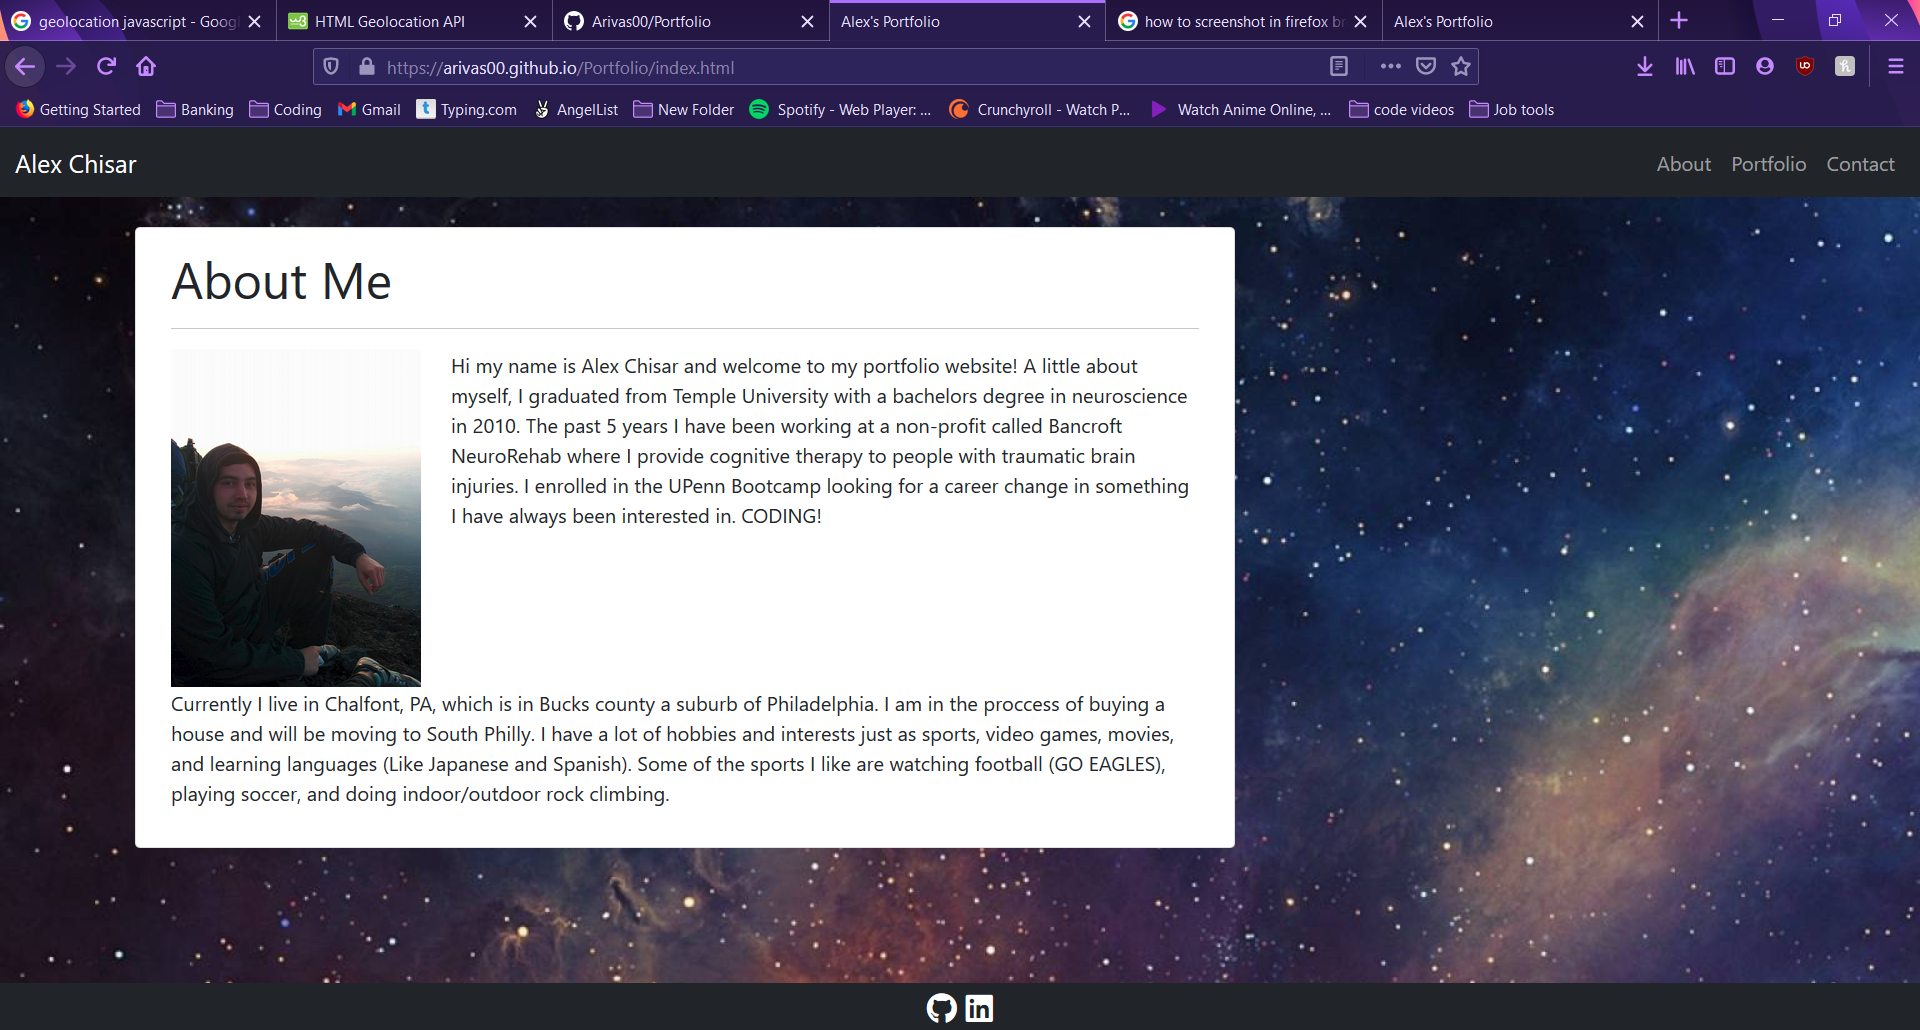 geolocation javascript - Goog
HTML Geolocation API
Arivas00/Portfolio
Alex's Portfolio
how to screenshot in firefox br
Alex's Portfolio
https://arivas00.github.io/Portfolio/index.html
Getting Started
Banking
Coding
Gmail
Typing.com
AngelList
New Folder
Spotify - Web Player: ...
Crunchyroll - Watch P...
Watch Anime Online, ...
code videos
Job tools
Alex Chisar
About
Portfolio
Contact
About Me
Hi my name is Alex Chisar and welcome to my portfolio website! A little about
myself, I graduated from Temple University with a bachelors degree in neuroscience
in 2010. The past 5 years I have been working at a non-profit called Bancroft
NeuroRehab where I provide cognitive therapy to people with traumatic brain
injuries. I enrolled in the UPenn Bootcamp looking for a career change in something
I have always been interested in. CODING!
Currently I live in Chalfont, PA, which is in Bucks county a suburb of Philadelphia. I am in the proccess of buying a
house and will be moving to South Philly. I have a lot of hobbies and interests just as sports, video games, movies,
and learning languages (Like Japanese and Spanish). Some of the sports I like are watching football (GO EAGLES),
playing soccer, and doing indoor/outdoor rock climbing.